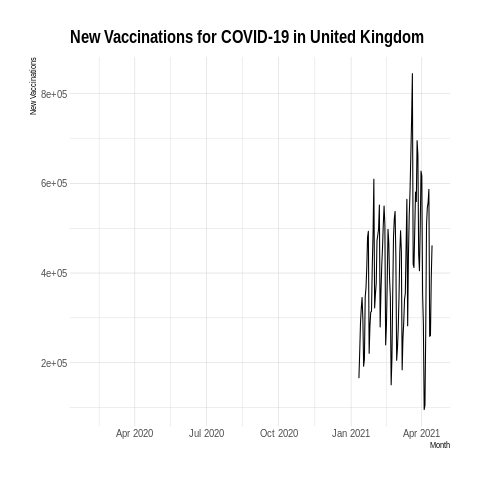 New Vaccinations for COVID-19 in United Kingdom
New Vaccinations
8e+05
6e+05
4e+05
2e+05
Apr 2020 Jul 2020 Oct 2020 Jan 2021 Apr 2021
Month